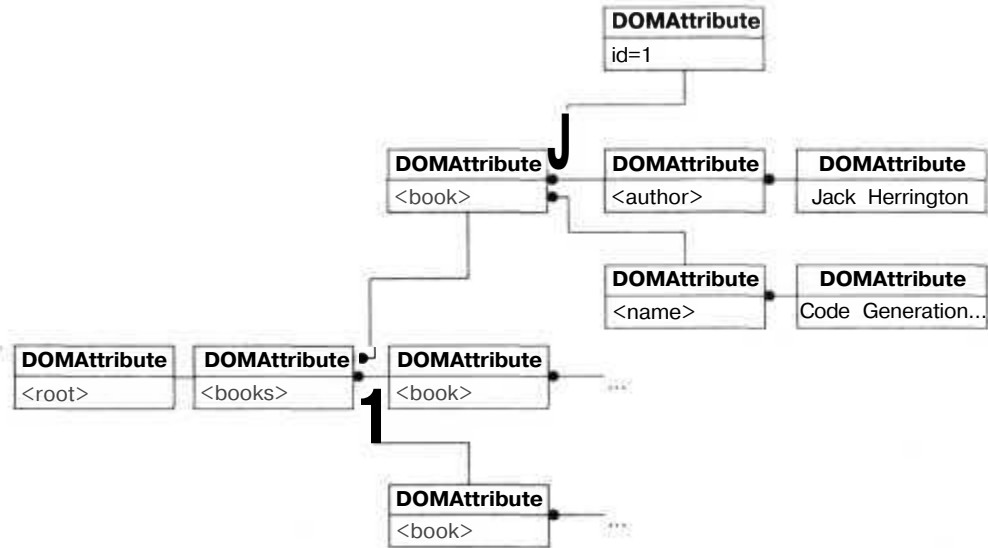 DOMAttribute
id=1
J
DOMAttribute
<book>
DOMAttribute
<author>
DOMAttribute
Jack Herrington
DOMAttribute
<name>
DOMAttribute
Code Generation...
DOMAttribute
<root>
DOMAttribute
<books>
DOMAttribute
<book>
...
1
DOMAttribute
<book>
...